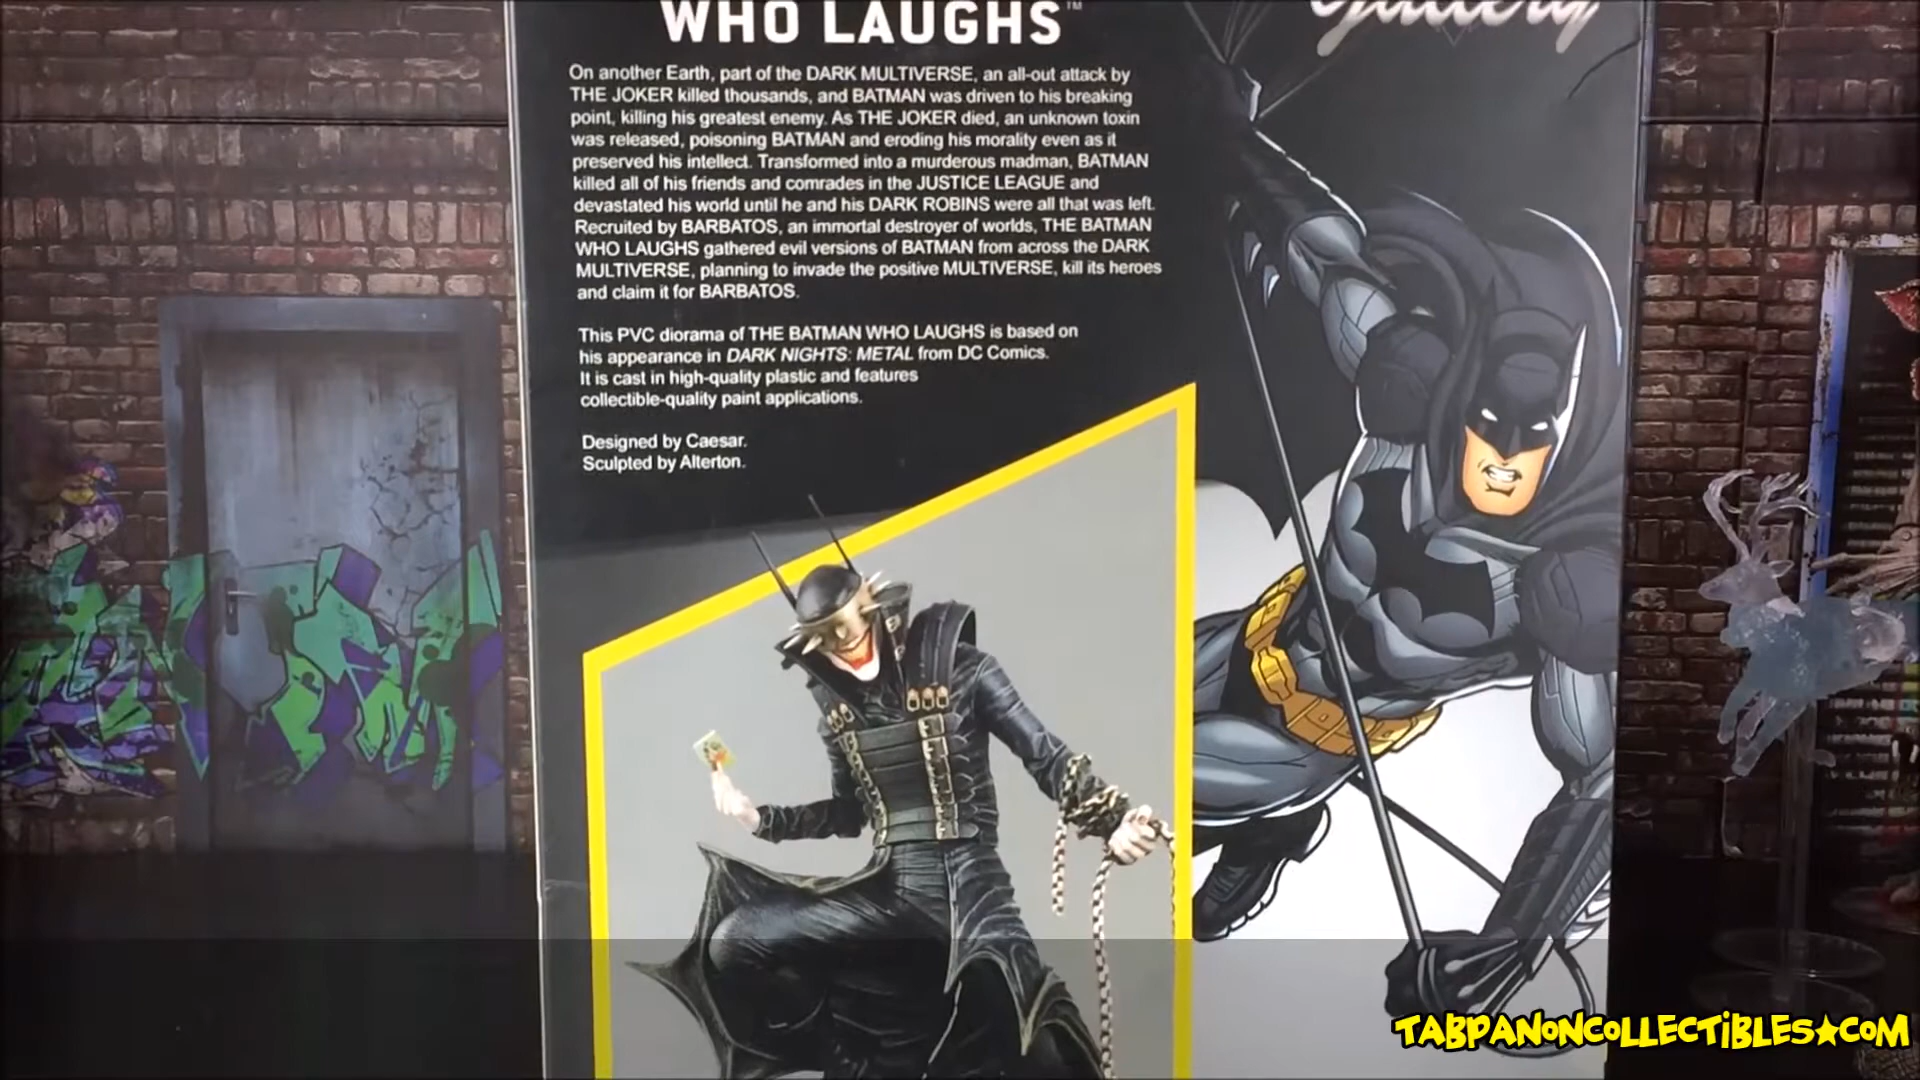 WHO LAUGHS™
Gallery
On another Earth, part of the DARK MULTIVERSE, an all-out attack by
THE JOKER killed thousands, and BATMAN was driven to his breaking
point, killing his greatest enemy. As THE JOKER died, an unknown toxin
was released, poisoning BATMAN and eroding his morality even as it
preserved his intellect. Transformed into a murderous madman, BATMAN
killed all of his friends and comrades in the JUSTICE LEAGUE and
devastated his world until he and his DARK ROBINS were all that was left.
Recruited by BARBATOS, an immortal destroyer of worlds, THE BATMAN
WHO LAUGHS gathered evil versions of BATMAN from across the DARK
MULTIVERSE, planning to invade the positive MULTIVERSE, kill its heroes
and claim it for BARBATOS.
This PVC diorama of THE BATMAN WHO LAUGHS is based on
his appearance in DARK NIGHTS: METAL from DC Comics.
It is cast in high-quality plastic and features
collectible-quality paint applications.
Designed by Caesar.
Sculpted by Alterton.
TABPANONCOLLECTiBLES★COM